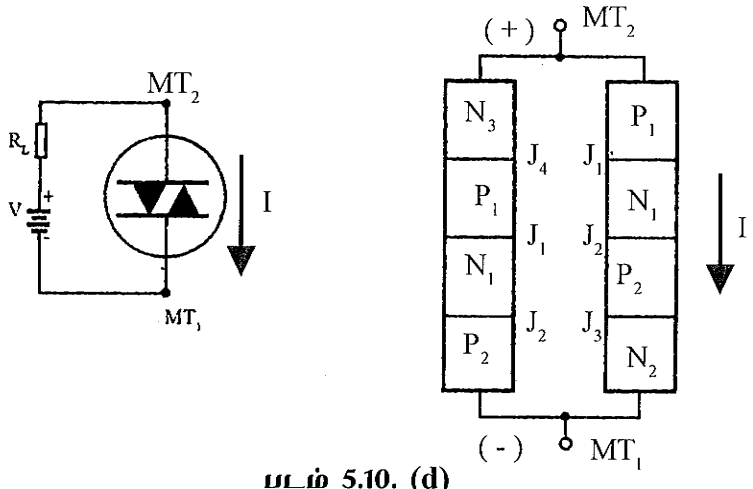 MT₂
R_L
V
+
-
I
MT₁
(+) MT₂
N₃
P₁
N₁
P₂
J₄
J₁
J₂
P₁
N₁
P₂
N₂
J₁
J₂
J₃
I
(-) MT₁
படம் 5.10. (d)